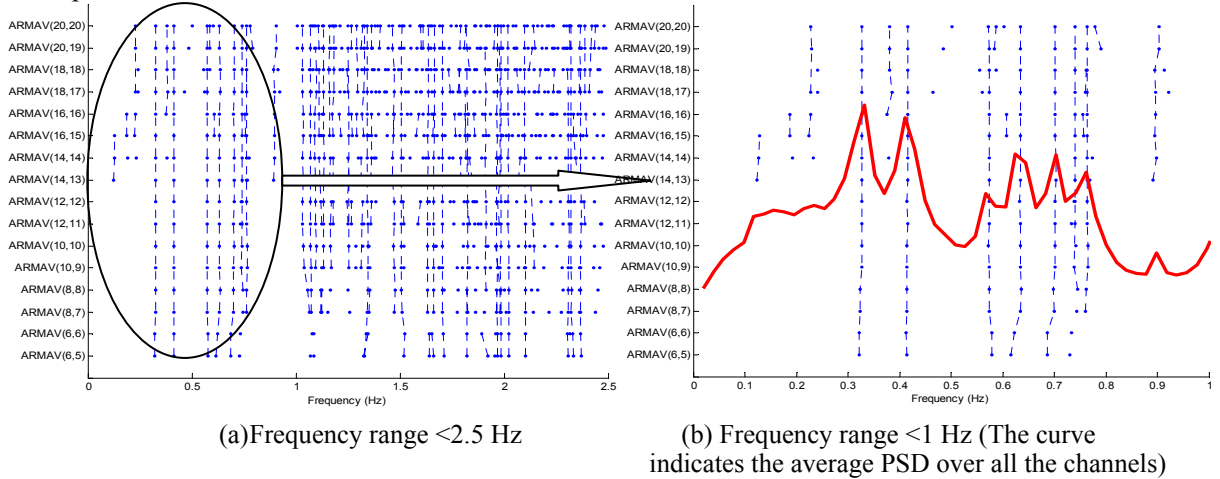 ARMAV(20,20)
ARMAV(20,19)
ARMAV(18,18)
ARMAV(18,17)
ARMAV(16,16)
ARMAV(16,15)
ARMAV(14,14)
ARMAV(14,13)
ARMAV(12,12)
ARMAV(12,11)
ARMAV(10,10)
ARMAV(10,9)
ARMAV(8,8)
ARMAV(8,7)
ARMAV(6,6)
ARMAV(6,5)
0 0.5 1 1.5 2 2.5
Frequency (Hz)
(a)Frequency range <2.5 Hz
ARMAV(20,20)
ARMAV(20,19)
ARMAV(18,18)
ARMAV(18,17)
ARMAV(16,16)
ARMAV(16,15)
ARMAV(14,14)
ARMAV(14,13)
ARMAV(12,12)
ARMAV(12,11)
ARMAV(10,10)
ARMAV(10,9)
ARMAV(8,8)
ARMAV(8,7)
ARMAV(6,6)
ARMAV(6,5)
0 0.1 0.2 0.3 0.4 0.5 0.6 0.7 0.8 0.9 1
Frequency (Hz)
(b) Frequency range <1 Hz (The curve
indicates the average PSD over all the channels)